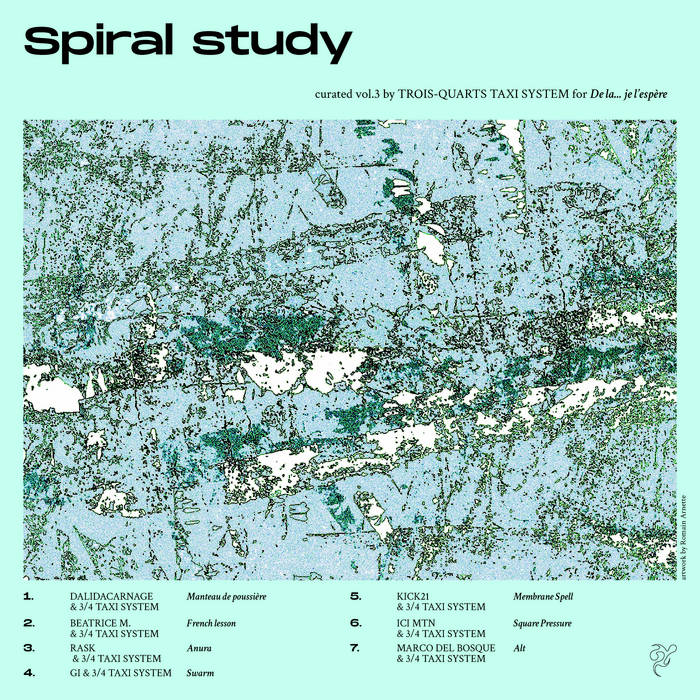 Spiral study
curated vol.3 by TROIS-QUARTS TAXI SYSTEM for De la... je l'espère
artwork by Romain Arnette
1. DALIDACARNAGE Manteau de poussière
& 3/4 TAXI SYSTEM
2. BEATRICE M. French lesson
& 3/4 TAXI SYSTEM
3. RASK Anura
& 3/4 TAXI SYSTEM
4. GI & 3/4 TAXI SYSTEM Swarm
5. KICK21 Membrane Spell
& 3/4 TAXI SYSTEM
6. ICI MTN Square Pressure
& 3/4 TAXI SYSTEM
7. MARCO DEL BOSQUE Alt
& 3/4 TAXI SYSTEM